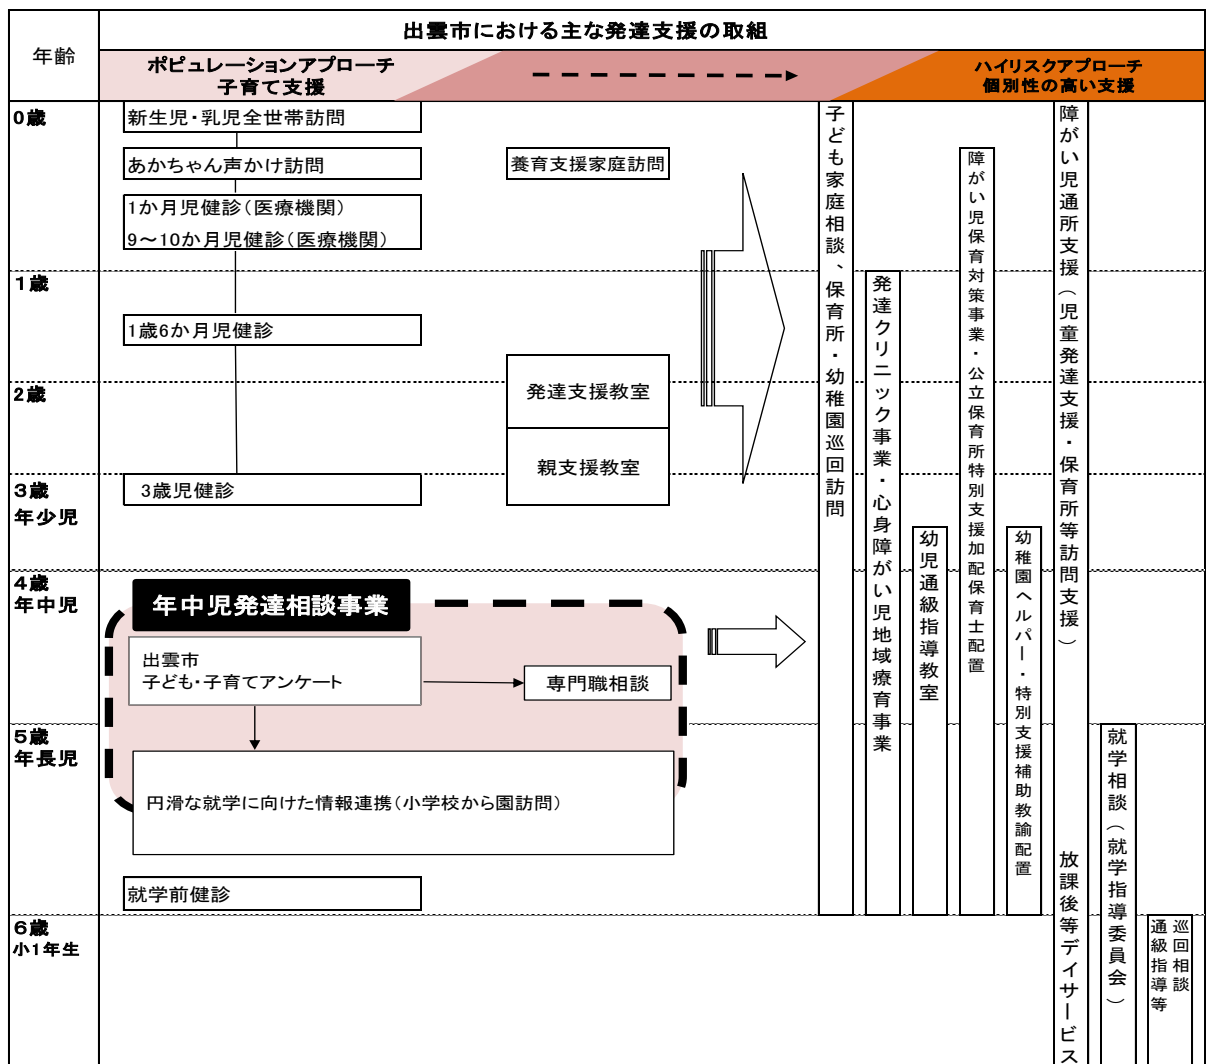 出雲市における主な発達支援の取組
年齢
ポピュレーションアプローチ
子育て支援
ハイリスクアプローチ
個別性の高い支援
0歳
新生児・乳児全世帯訪問
あかちゃん声かけ訪問
養育支援家庭訪問
1か月児健診（医療機関）
9～10か月児健診（医療機関）
1歳
1歳6か月児健診
2歳
発達支援教室
親支援教室
3歳
年少児
3歳児健診
4歳
年中児
年中児発達相談事業
出雲市
子ども・子育てアンケート
専門職相談
5歳
年長児
円滑な就学に向けた情報連携（小学校から園訪問）
就学前健診
6歳
小1年生
子ども家庭相談、保育所・幼稚園巡回訪問
発達クリニック事業・心身障がい児地域療育事業
幼児通級指導教室
障がい児保育対策事業・公立保育所特別支援加配保育士配置
幼稚園ヘルパー・特別支援補助教諭配置
障がい児通所支援（児童発達支援・保育所等訪問支援）
放課後等デイサービス
就学相談（就学指導委員会）
巡回相談
通級指導等